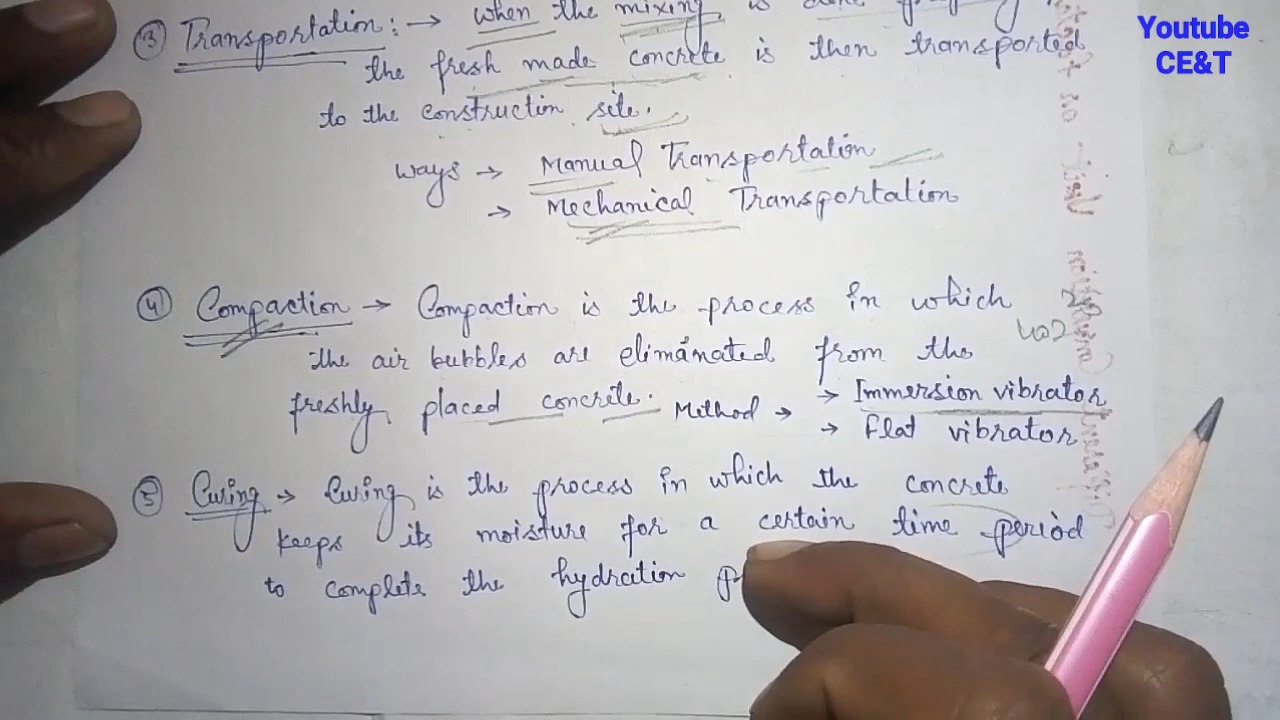 Youtube
CE&T
③ Transportation :→ when the mixing is done
the fresh made concrete is then transported
to the construction site.
ways → Manual Transportation
→ Mechanical Transportation
④ Compaction → Compaction is the process in which
the air bubbles are elimanated from the
freshly placed concrete. Method → → Immersion vibrator
→ flat vibrator
⑤ Curing → Curing is the process in which the concrete
keeps its moisture for a certain time period
to complete the hydration